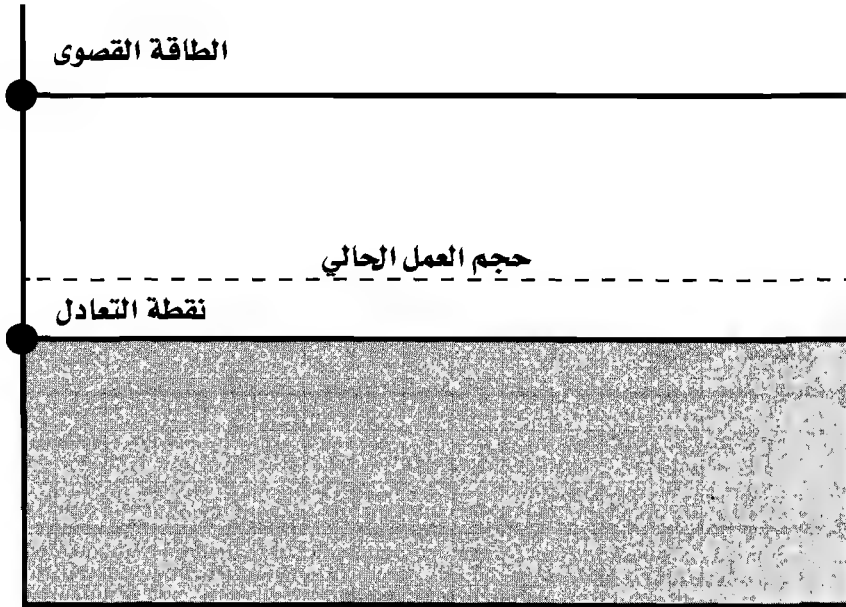 الطاقة القصوى
حجم العمل الحالي
نقطة التعادل